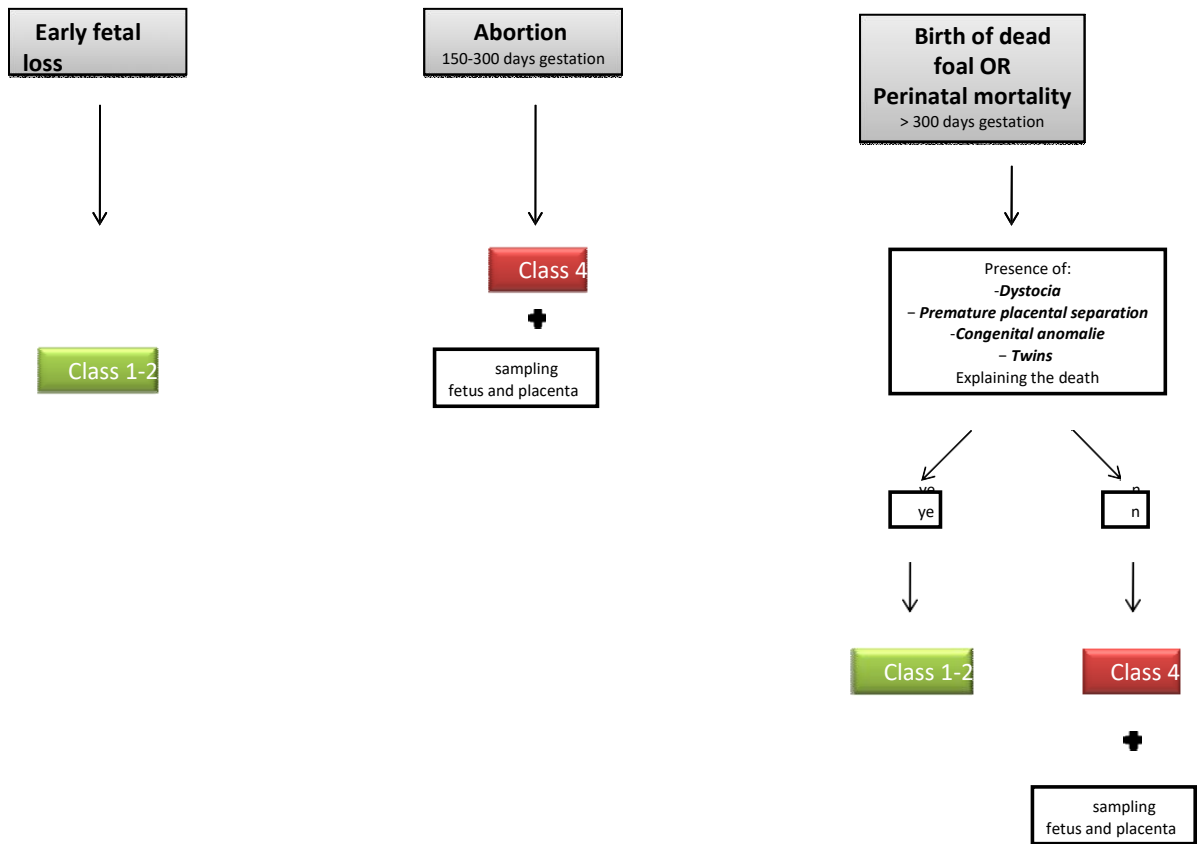 Early fetal
loss
Class 1-2
Abortion
150-300 days gestation
Class 4
sampling
fetus and placenta
Birth of dead
foal OR
Perinatal mortality
> 300 days gestation
Presence of:
-Dystocia
– Premature placental separation
-Congenital anomalie
– Twins
Explaining the death
ye
ye
n
n
Class 1-2
Class 4
sampling
fetus and placenta